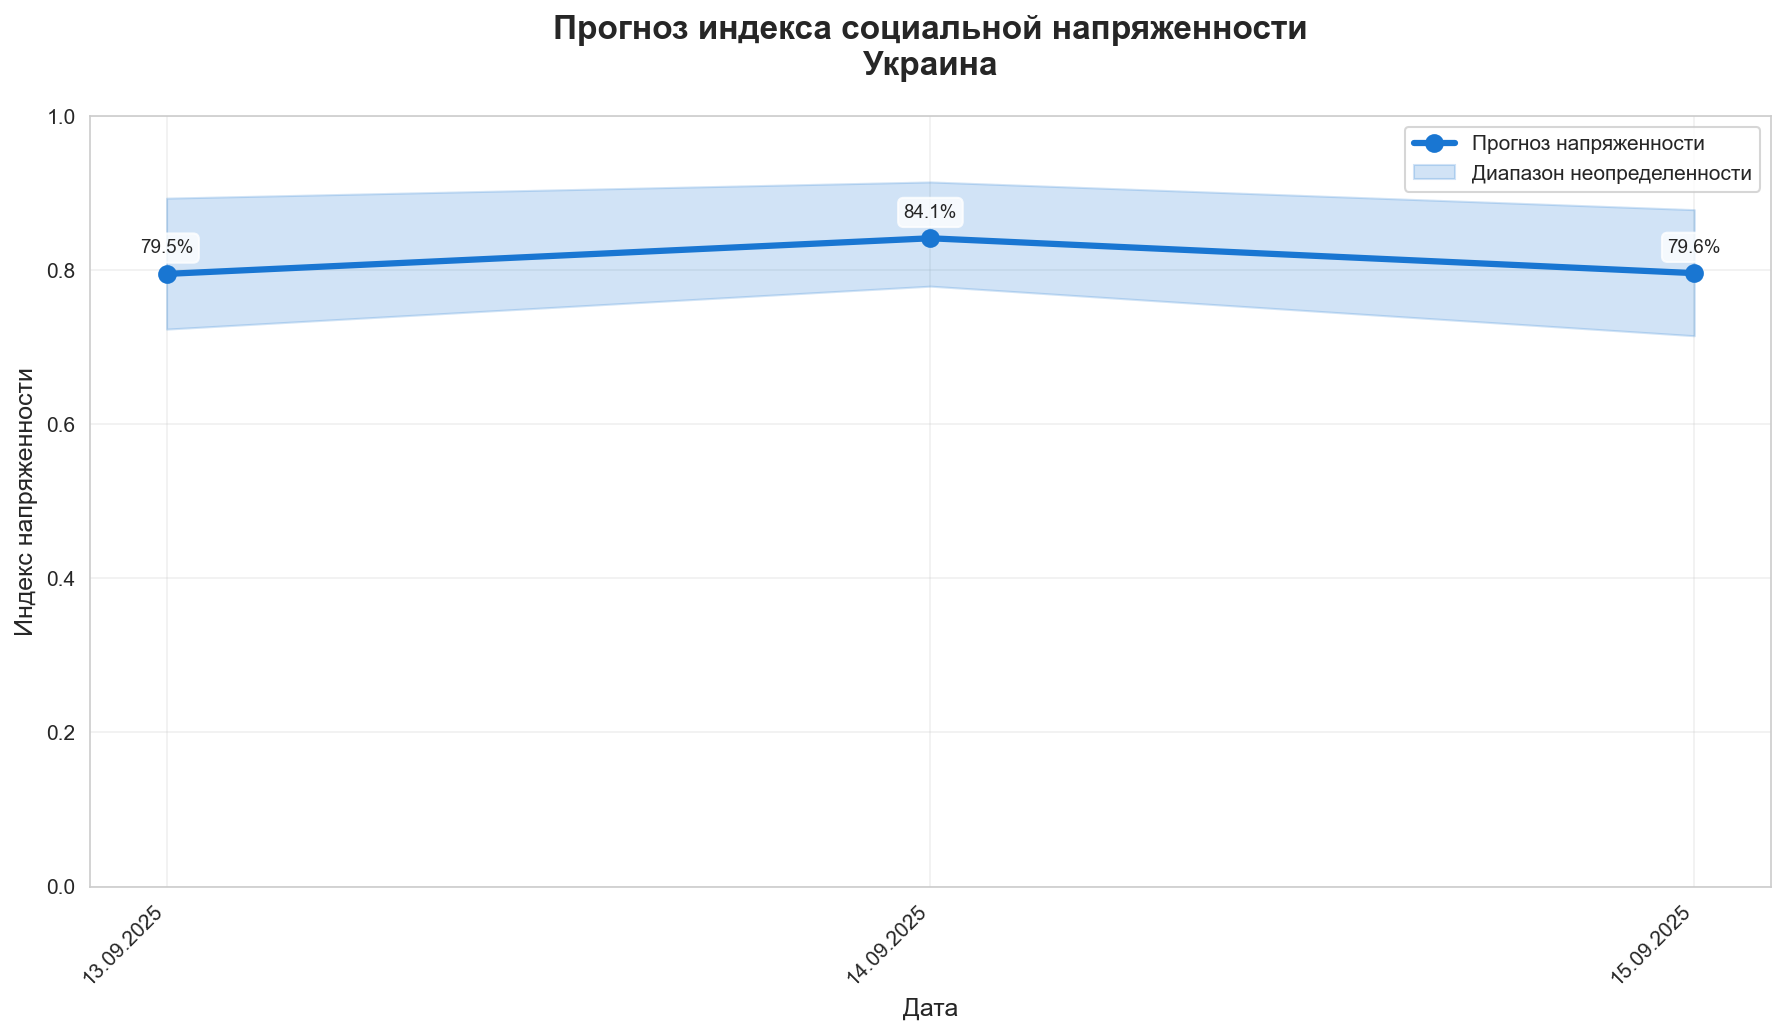 Прогноз индекса социальной напряженности
Украина
1.0
0.8
0.6
0.4
0.2
0.0
Индекс напряженности
Прогноз напряженности
Диапазон неопределенности
79.5%
84.1%
79.6%
13.09.2025
14.09.2025
15.09.2025
Дата